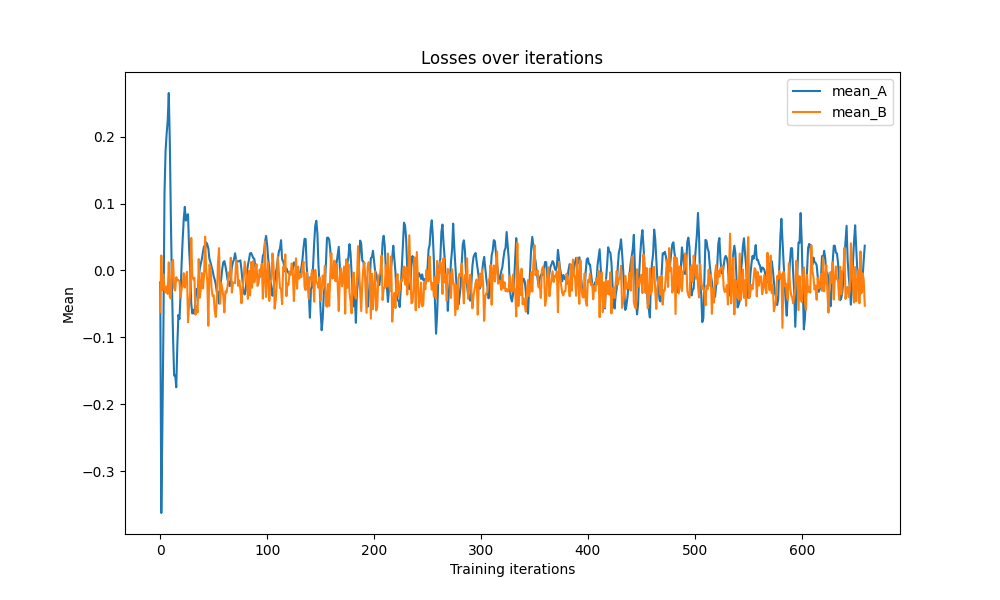 Losses over iterations
mean_A
mean_B
0.2
0.1
0.0
−0.1
−0.2
−0.3
Mean
0 100 200 300 400 500 600
Training iterations